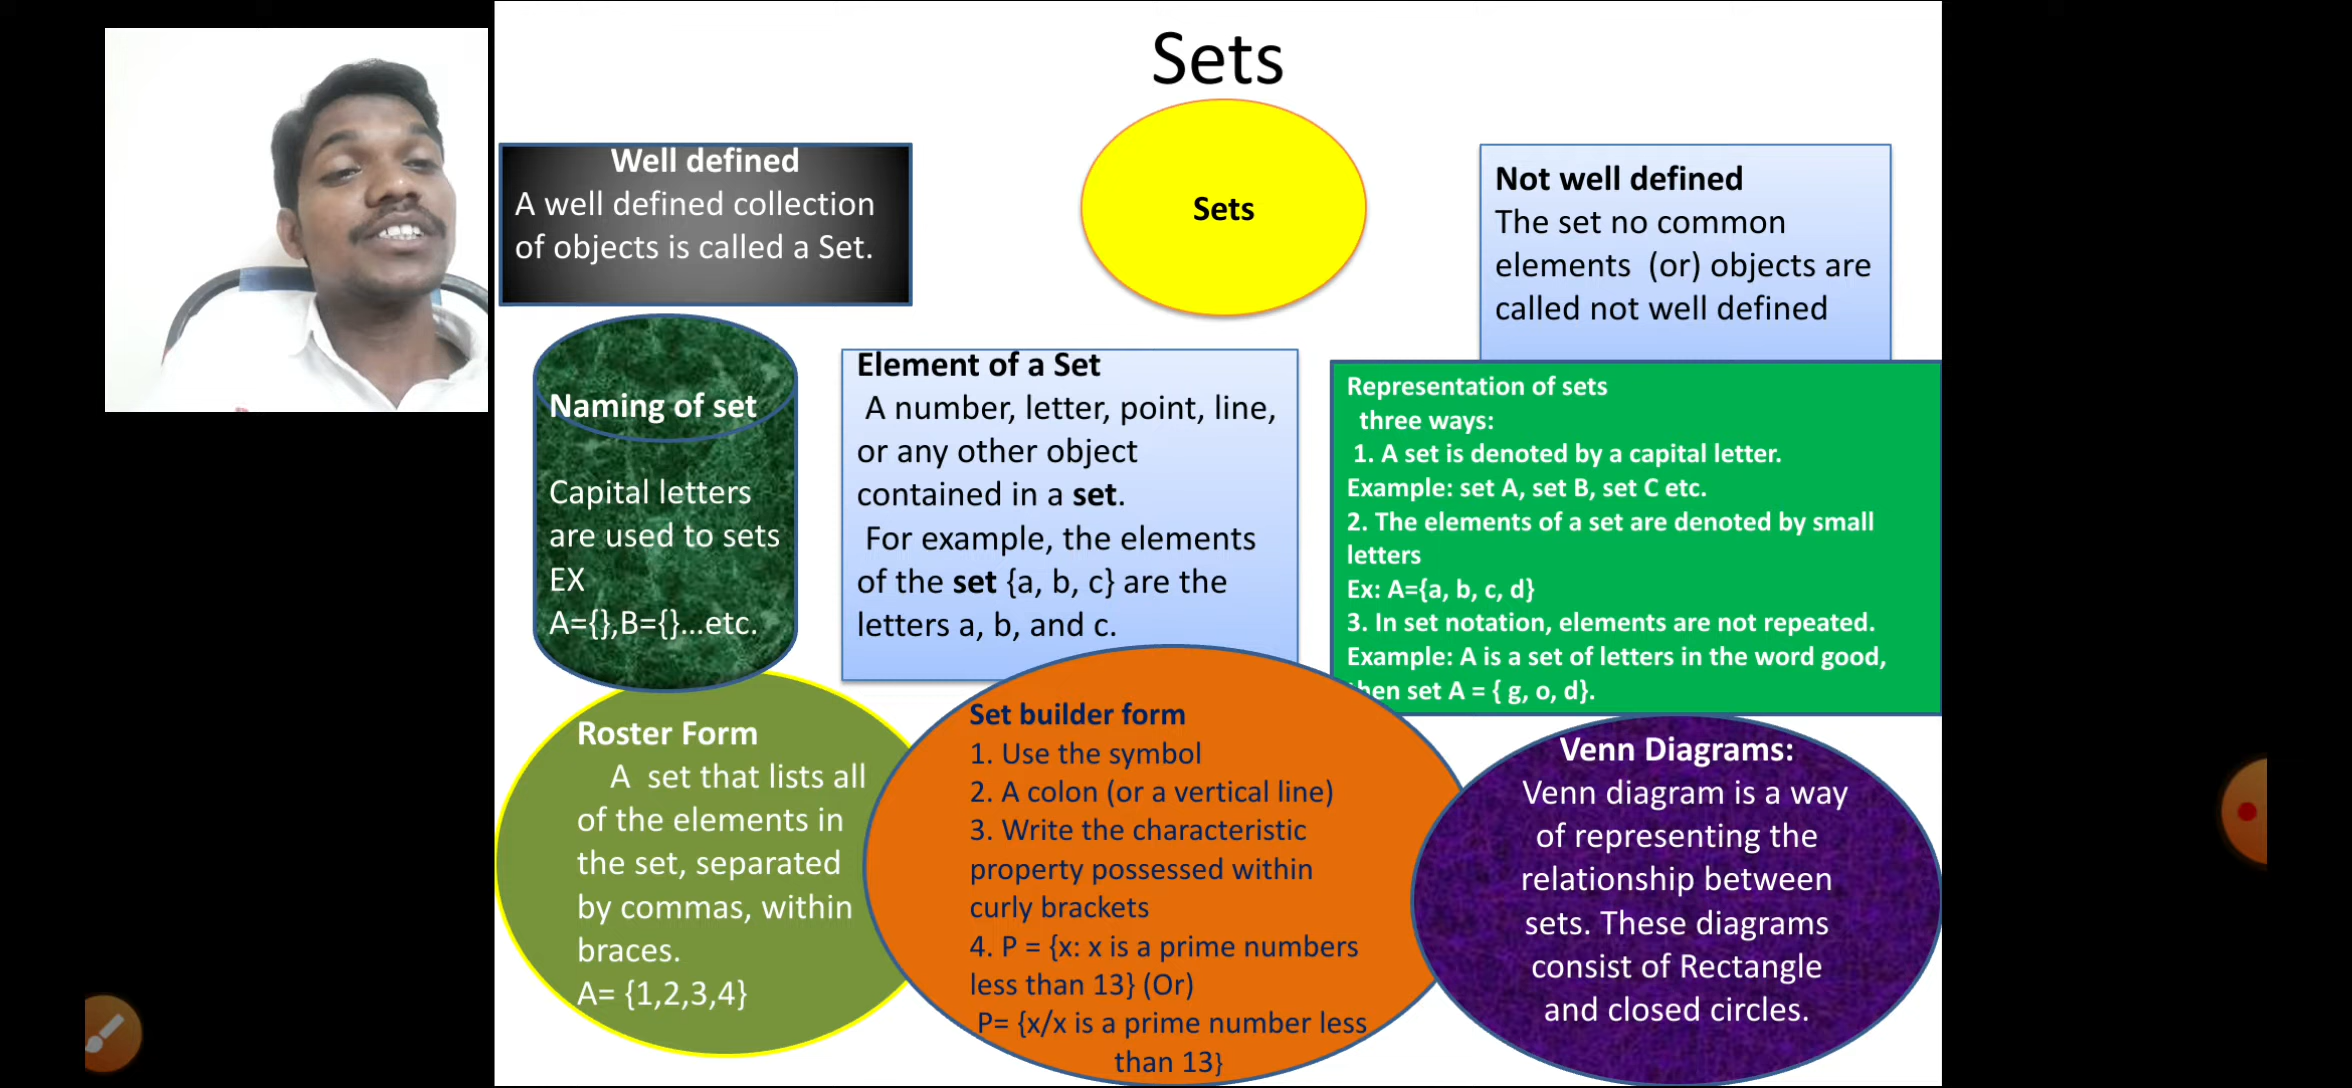 Sets
Sets
Well defined
A well defined collection
of objects is called a Set.
Not well defined
The set no common
elements (or) objects are
called not well defined
Naming of set
Capital letters
are used to sets
EX
A={},B={}...etc.
Element of a Set
A number, letter, point, line,
or any other object
contained in a set.
For example, the elements
of the set {a, b, c} are the
letters a, b, and c.
Representation of sets
three ways:
1. A set is denoted by a capital letter.
Example: set A, set B, set C etc.
2. The elements of a set are denoted by small
letters
Ex: A={a, b, c, d}
3. In set notation, elements are not repeated.
Example: A is a set of letters in the word good,
then set A = { g, o, d}.
Roster Form
A set that lists all
of the elements in
the set, separated
by commas, within
braces.
A= {1,2,3,4}
Set builder form
1. Use the symbol
2. A colon (or a vertical line)
3. Write the characteristic
property possessed within
curly brackets
4. P = {x: x is a prime numbers
less than 13} (Or)
P= {x/x is a prime number less
than 13}
Venn Diagrams:
Venn diagram is a way
of representing the
relationship between
sets. These diagrams
consist of Rectangle
and closed circles.